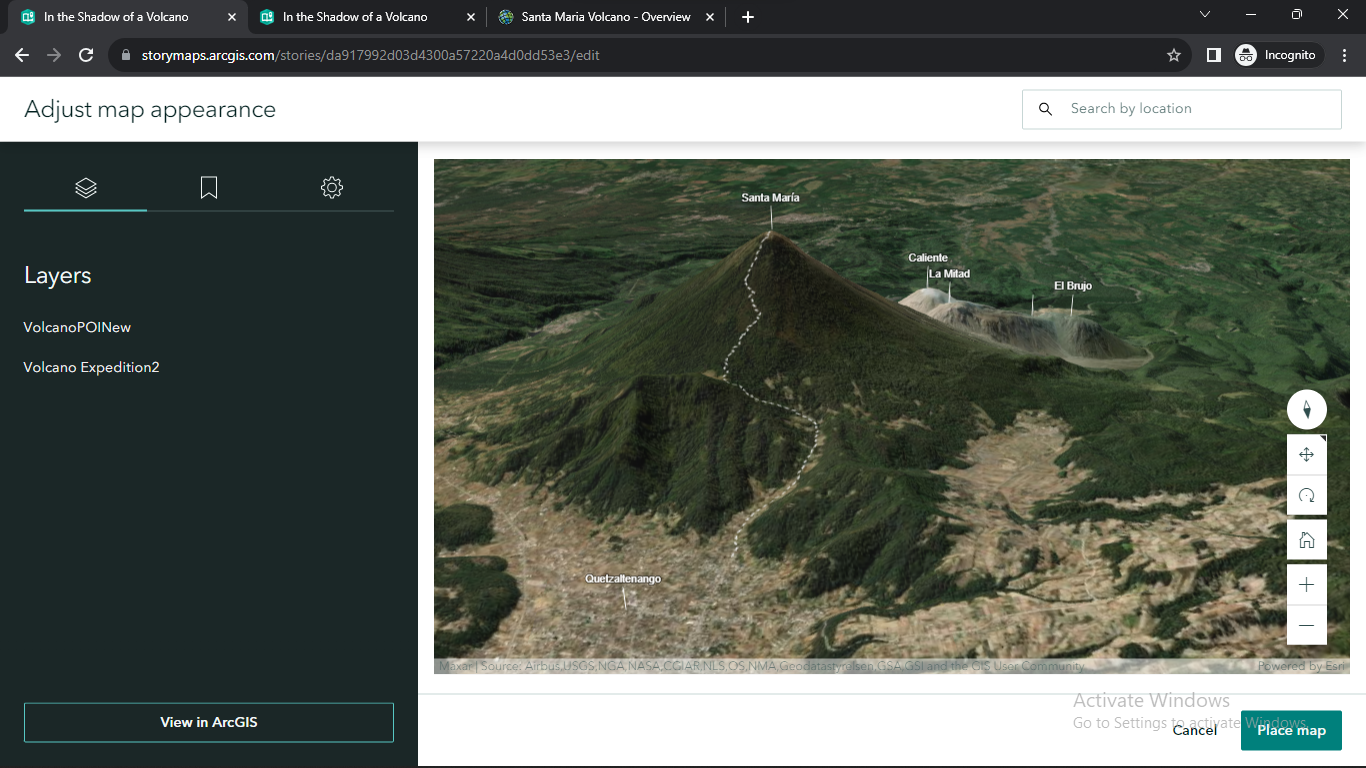 In the Shadow of a Volcano
In the Shadow of a Volcano
Santa Maria Volcano - Overview
storymaps.arcgis.com/stories/da917992d03d4300a57220a4d0dd53e3/edit
Incognito
Adjust map appearance
Search by location
Layers
VolcanoPOINew
Volcano Expedition2
View in ArcGIS
Santa María
Caliente
La Mitad
El Brujo
Quetzaltenango
Maxar | Source: Airbus,USGS,NGA,NASA,CGIAR,NLS,OS,NMA,Geodatastyrelsen,GSA,GSI and the GIS User Community
Powered by Esri
Activate Windows
Go to Settings to activate Windows.
Cancel
Place map